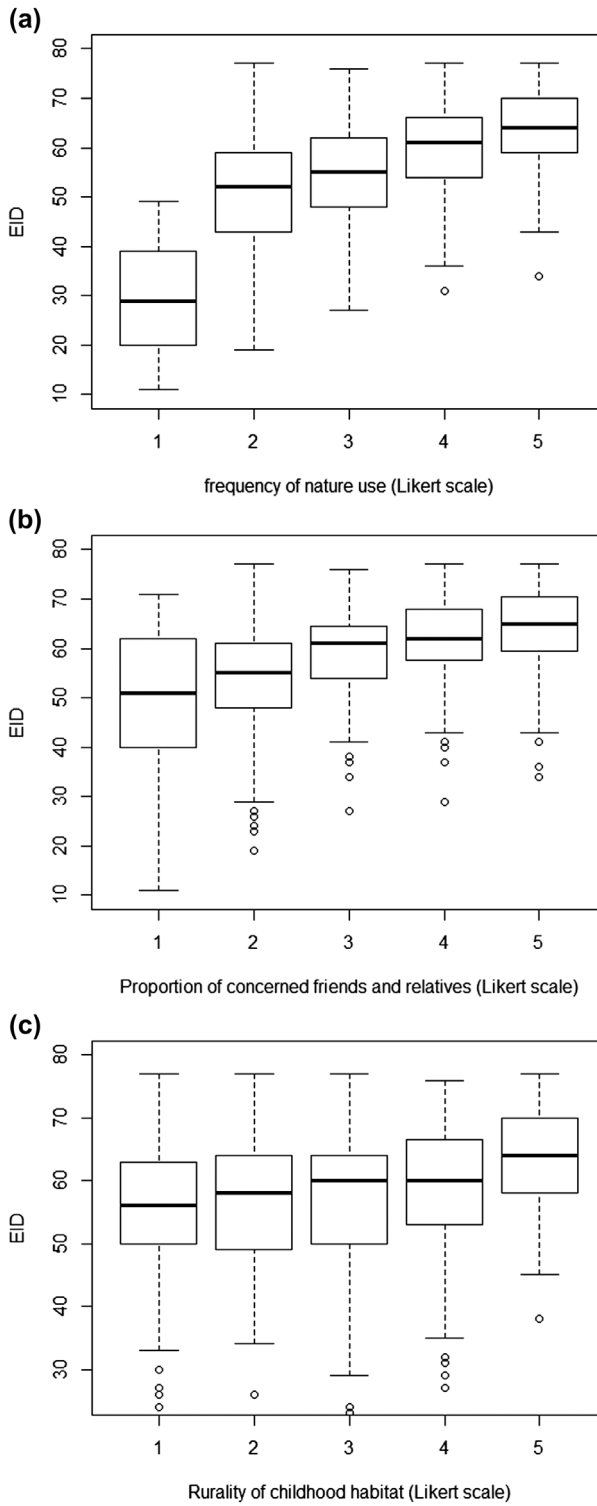 (a)
80
70
60
50
40
30
20
10
EID
1 2 3 4 5
frequency of nature use (Likert scale)
(b)
80
70
60
50
40
30
20
10
EID
1 2 3 4 5
Proportion of concerned friends and relatives (Likert scale)
(c)
80
70
60
50
40
30
EID
1 2 3 4 5
Rurality of childhood habitat (Likert scale)